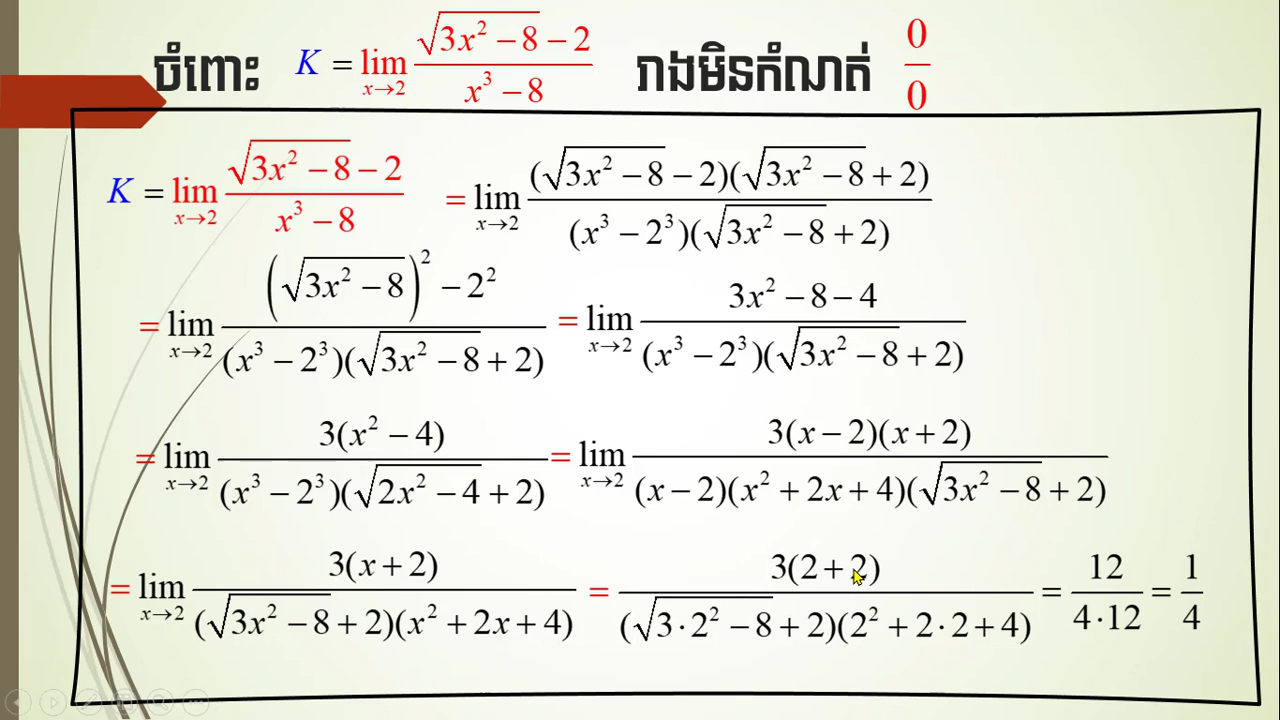 ចំពោះ K = lim_{x→2} (√(3x² − 8) − 2)/(x³ − 8) រាងមិនកំណត់ 0/0
K = lim_{x→2} (√(3x² − 8) − 2)/(x³ − 8) = lim_{x→2} ((√(3x² − 8) − 2)(√(3x² − 8) + 2))/((x³ − 2³)(√(3x² − 8) + 2))
= lim_{x→2} ((√(3x² − 8))² − 2²)/((x³ − 2³)(√(3x² − 8) + 2)) = lim_{x→2} (3x² − 8 − 4)/((x³ − 2³)(√(3x² − 8) + 2))
= lim_{x→2} (3(x² − 4))/((x³ − 2³)(√(2x² − 4) + 2)) = lim_{x→2} (3(x − 2)(x + 2))/((x − 2)(x² + 2x + 4)(√(3x² − 8) + 2))
= lim_{x→2} (3(x + 2))/((√(3x² − 8) + 2)(x² + 2x + 4)) = (3(2 + 2))/((√(3·2² − 8) + 2)(2² + 2·2 + 4)) = 12/(4·12) = 1/4